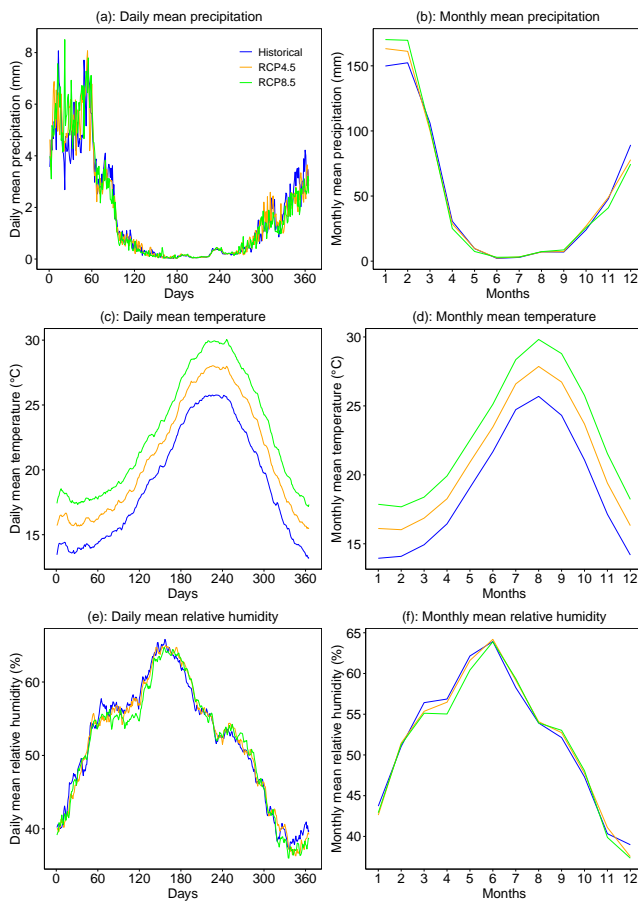 (a): Daily mean precipitation
Daily mean precipitation (mm)
8
6
4
2
0
Historical
RCP4.5
RCP8.5
0 60 120 180 240 300 360
Days
(b): Monthly mean precipitation
Monthly mean precipitation (mm)
150
100
50
0
1 2 3 4 5 6 7 8 9 10 11 12
Months
(c): Daily mean temperature
Daily mean temperature (°C)
30
25
20
15
0 60 120 180 240 300 360
Days
(d): Monthly mean temperature
Monthly mean temperature (°C)
30
25
20
15
1 2 3 4 5 6 7 8 9 10 11 12
Months
(e): Daily mean relative humidity
Daily mean relative humidity (%)
60
50
40
0 60 120 180 240 300 360
Days
(f): Monthly mean relative humidity
Monthly mean relative humidity (%)
65
60
55
50
45
40
1 2 3 4 5 6 7 8 9 10 11 12
Months